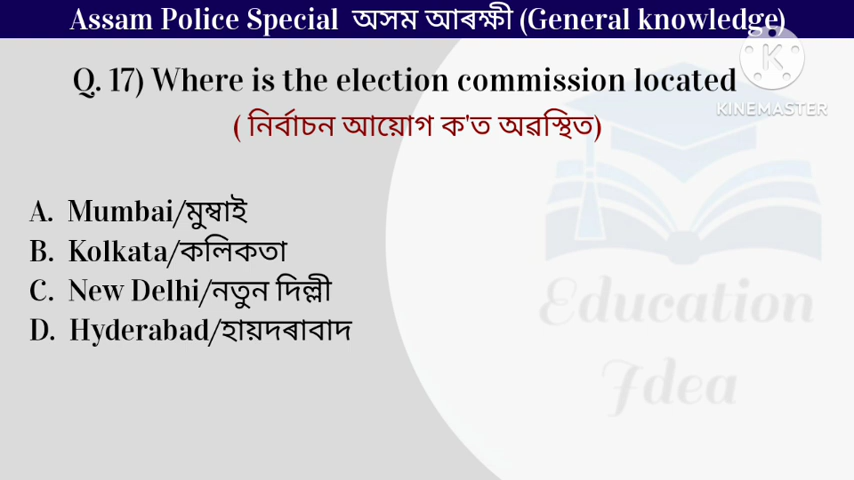 Assam Police Special অসম আৰক্ষী (General knowledge)
KINEMASTER
Q. 17) Where is the election commission located
( নিৰ্বাচন আয়োগ ক'ত অৱস্থিত)
A. Mumbai/মুম্বাই
B. Kolkata/কলিকতা
C. New Delhi/নতুন দিল্লী
D. Hyderabad/হায়দৰাবাদ
Education
Idea